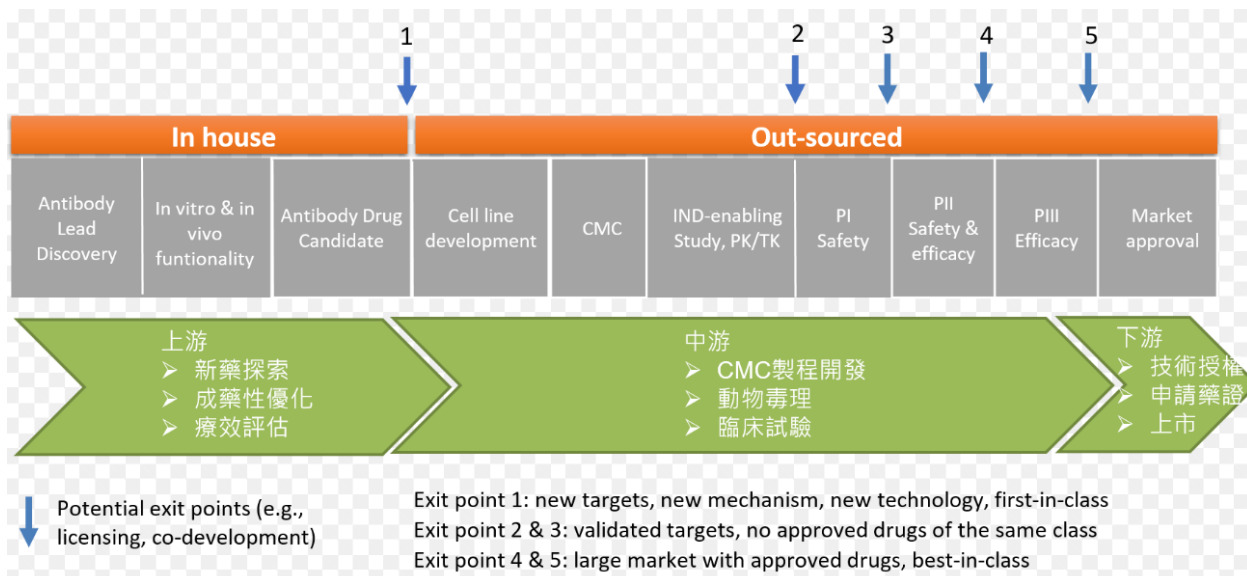 1
2
3
4
5
In house
Out-sourced
Antibody
Lead
Discovery
In vitro & in
vivo
funtionality
Antibody Drug
Candidate
Cell line
development
CMC
IND-enabling
Study, PK/TK
PI
Safety
PII
Safety &
efficacy
PIII
Efficacy
Market
approval
上游
➢ 新藥探索
➢ 成藥性優化
➢ 療效評估
中游
➢ CMC製程開發
➢ 動物毒理
➢ 臨床試驗
下游
➢ 技術授權
➢ 申請藥證
➢ 上市
Potential exit points (e.g.,
licensing, co-development)
Exit point 1: new targets, new mechanism, new technology, first-in-class
Exit point 2 & 3: validated targets, no approved drugs of the same class
Exit point 4 & 5: large market with approved drugs, best-in-class